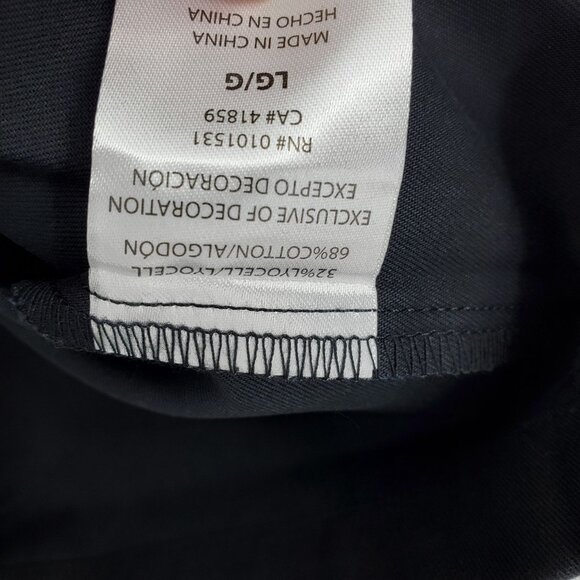 32%LYOCELL/LYOCELL
68%COTTON/ALGODÓN
EXCLUSIVE OF DECORATION
EXCEPTO DECORACIÓN
RN# 0101531
CA# 41859
LG/G
MADE IN CHINA
HECHO EN CHINA